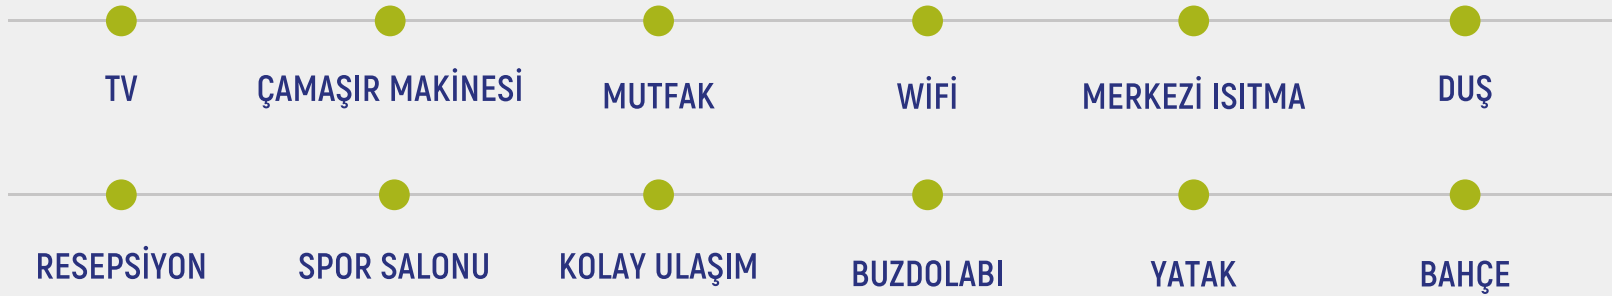 TV ÇAMAŞIR MAKİNESİ MUTFAK WİFİ MERKEZİ ISITMA DUŞ
RESEPSİYON SPOR SALONU KOLAY ULAŞIM BUZDOLABI YATAK BAHÇE